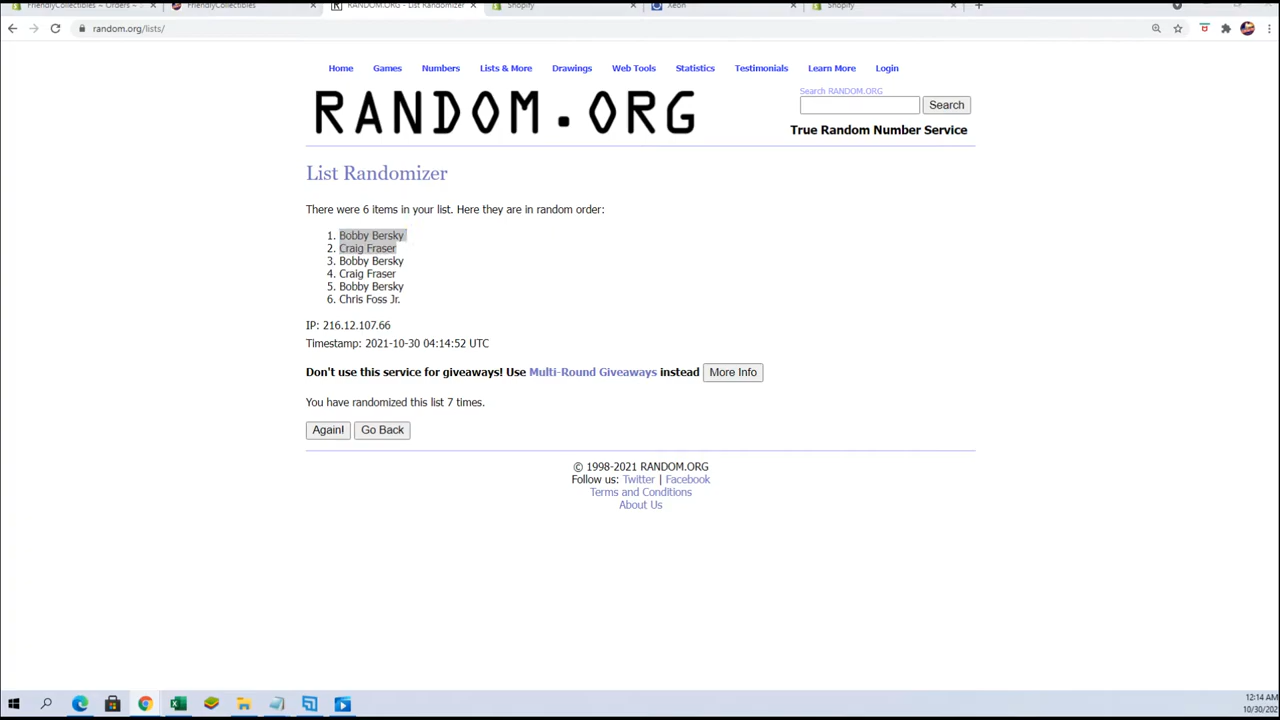 FriendlyCollectibles ~ Orders ~
FriendlyCollectibles
RANDOM.ORG - List Randomizer
Shopify
Xeon
Shopify
random.org/lists/
Home Games Numbers Lists & More Drawings Web Tools Statistics Testimonials Learn More Login
RANDOM.ORG
Search RANDOM.ORG
Search
True Random Number Service
List Randomizer
There were 6 items in your list. Here they are in random order:
1. Bobby Bersky
2. Craig Fraser
3. Bobby Bersky
4. Craig Fraser
5. Bobby Bersky
6. Chris Foss Jr.
IP: 216.12.107.66
Timestamp: 2021-10-30 04:14:52 UTC
Don't use this service for giveaways! Use Multi-Round Giveaways instead More Info
You have randomized this list 7 times.
Again! Go Back
© 1998-2021 RANDOM.ORG
Follow us: Twitter | Facebook
Terms and Conditions
About Us
12:14 AM
10/30/202